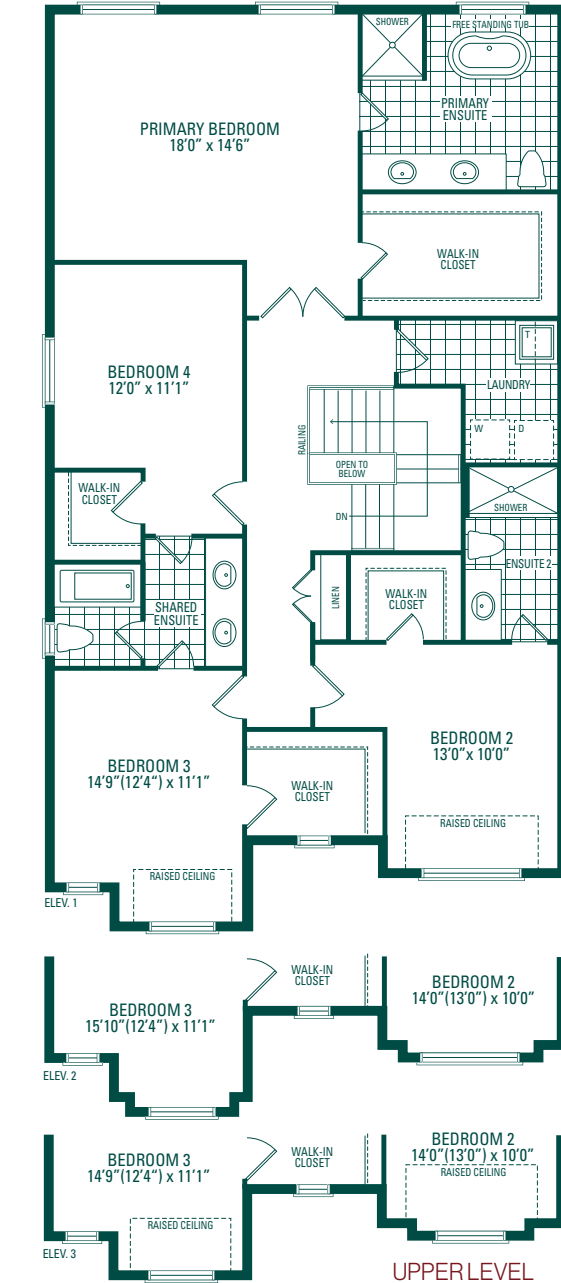 SHOWER
FREE STANDING TUB
PRIMARY
ENSUITE
PRIMARY BEDROOM
18'0" x 14'6"
WALK-IN
CLOSET
BEDROOM 4
12'0" x 11'1"
T
LAUNDRY
W
D
RAILING
OPEN TO
BELOW
DN
WALK-IN
CLOSET
SHOWER
ENSUITE 2
SHARED
ENSUITE
LINEN
WALK-IN
CLOSET
BEDROOM 2
13'0"x 10'0"
BEDROOM 3
14'9"(12'4") x 11'1"
WALK-IN
CLOSET
RAISED CEILING
RAISED CEILING
ELEV. 1
WALK-IN
CLOSET
BEDROOM 2
14'0"(13'0") x 10'0"
BEDROOM 3
15'10"(12'4") x 11'1"
ELEV. 2
BEDROOM 2
14'0"(13'0") x 10'0"
WALK-IN
CLOSET
BEDROOM 3
14'9"(12'4") x 11'1"
RAISED CEILING
RAISED CEILING
ELEV. 3
UPPER LEVEL